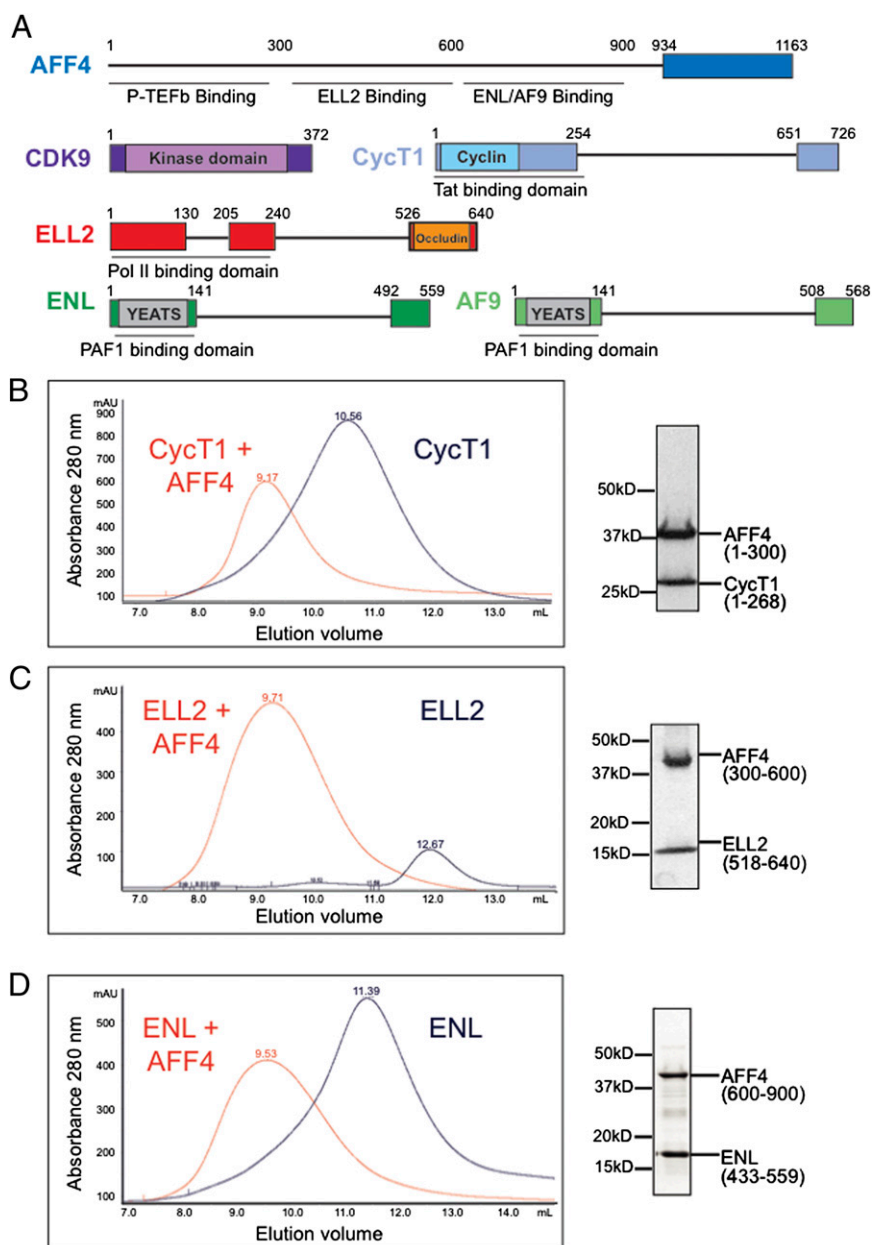 A
1 300 600 900 934 1163
AFF4
P-TEFb Binding ELL2 Binding ENL/AF9 Binding
1 372 1 254 651 726
CDK9 Kinase domain CycT1 Cyclin
Tat binding domain
1 130 205 240 526 640
ELL2 Occludin
Pol II binding domain
ENL 1 141 492 559 AF9 1 141 508 568
YEATS YEATS
PAF1 binding domain PAF1 binding domain
B
mAU
900
800
700
600
500
400
300
200
100
Absorbance 280 nm
CycT1 +
AFF4
9.17
10.56
CycT1
7.0 8.0 9.0 10.0 11.0 12.0 13.0 mL
Elution volume
50kD
37kD
25kD
AFF4
(1-300)
CycT1
(1-268)
C
mAU
400
300
200
100
Absorbance 280 nm
ELL2 +
AFF4
9.71
ELL2
12.67
7.0 8.0 9.0 10.0 11.0 12.0 13.0 mL
Elution volume
50kD
37kD
20kD
15kD
AFF4
(300-600)
ELL2
(518-640)
D
mAU
500
400
300
200
100
Absorbance 280 nm
ENL +
AFF4
9.53
11.39
ENL
7.0 8.0 9.0 10.0 11.0 12.0 13.0 14.0 mL
Elution volume
50kD
37kD
20kD
15kD
AFF4
(600-900)
ENL
(433-559)